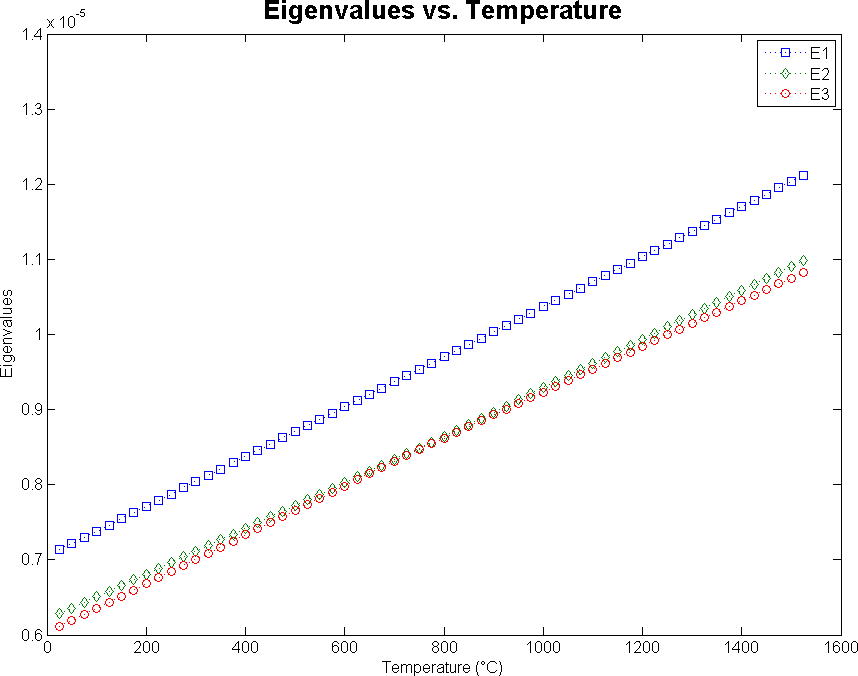 Eigenvalues vs. Temperature
x 10-5
1.4
1.3
1.2
1.1
1
0.9
0.8
0.7
0.6
Eigenvalues
E1
E2
E3
0 200 400 600 800 1000 1200 1400 1600
Temperature (°C)